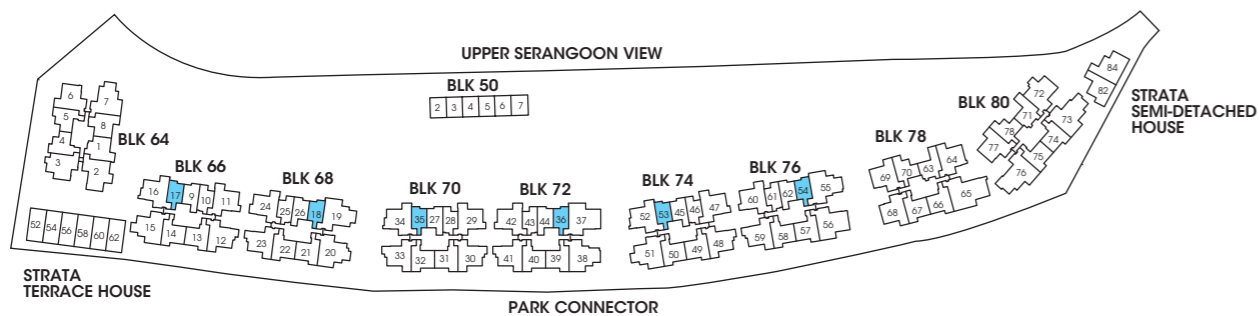 UPPER SERANGOON VIEW
BLK 50
2 3 4 5 6 7
84
82
STRATA
SEMI-DETACHED
HOUSE
BLK 80
72
71
73
78
74
77
75
76
6 7
5 8
4 1
3 2
BLK 64
BLK 66
16 17 9 10 11
15 14 13 12
BLK 68
24 25 26 18 19
23 22 21 20
BLK 70
34 35 27 28 29
33 32 31 30
BLK 72
42 43 44 36 37
41 40 39 38
BLK 74
52 53 45 46 47
51 50 49 48
BLK 76
60 61 62 54 55
59 58 57 56
BLK 78
69 70 63 64
68 67 66 65
52 54 56 58 60 62
STRATA
TERRACE HOUSE
PARK CONNECTOR